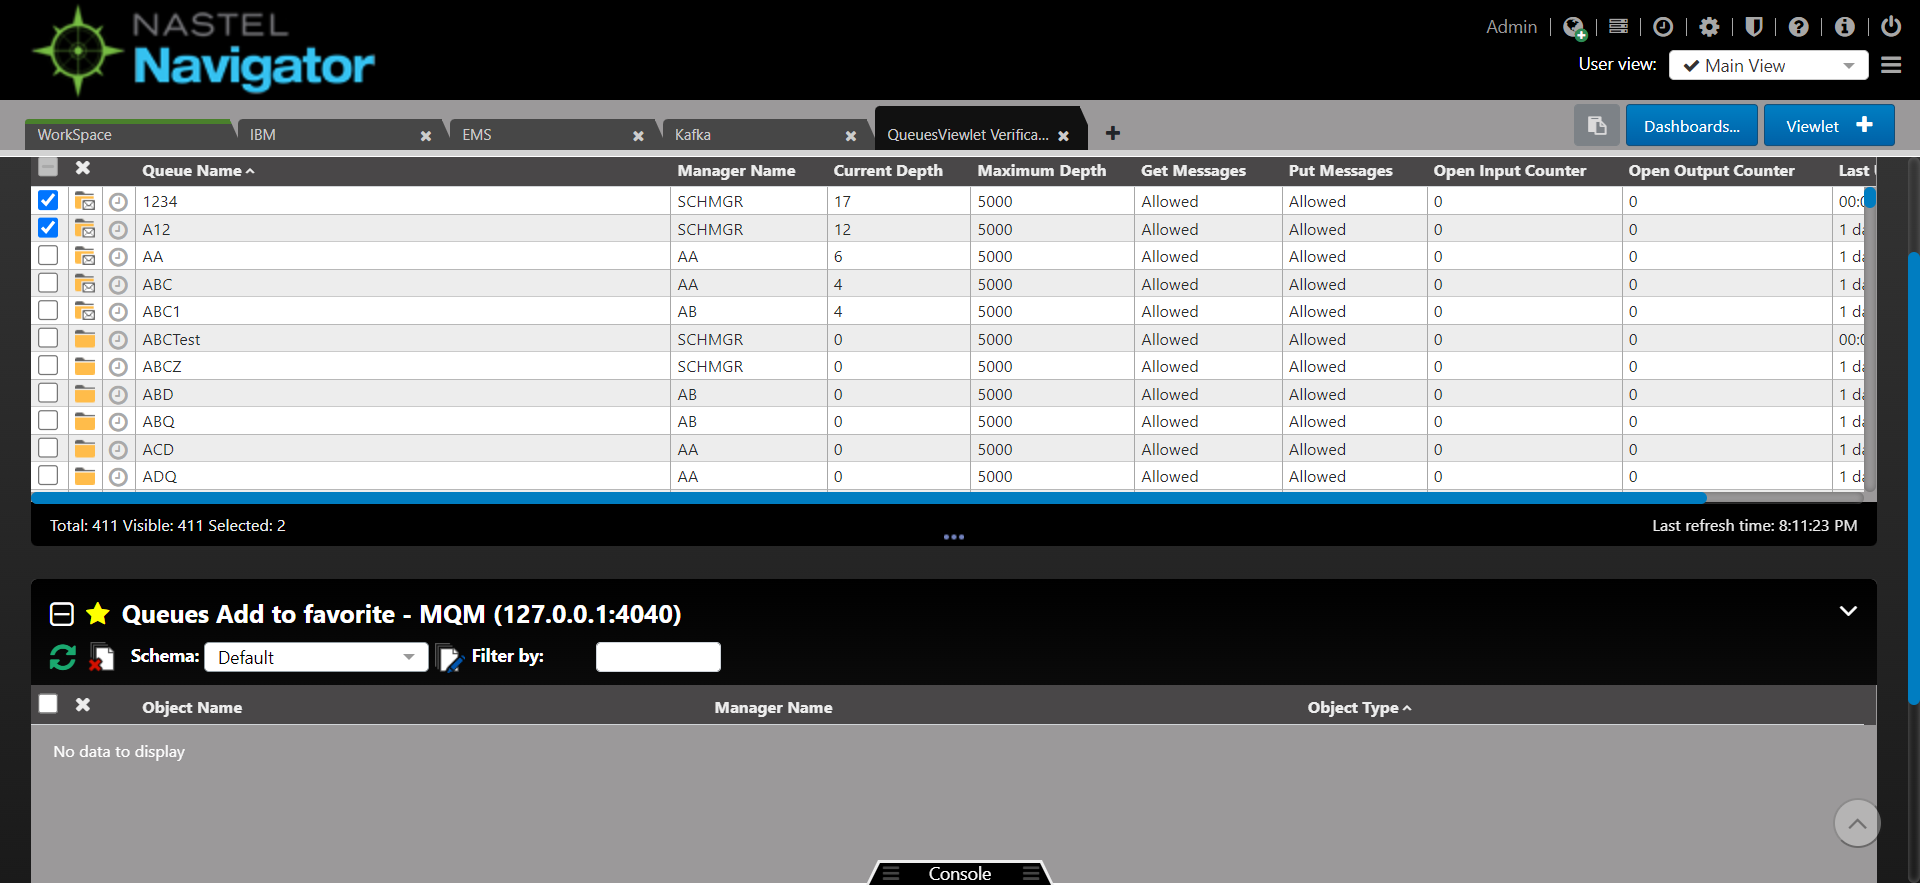 NASTEL
Navigator
Admin
User view: Main View
WorkSpace IBM EMS Kafka QueuesViewlet Verifica... Dashboards... Viewlet
Queue Name Manager Name Current Depth Maximum Depth Get Messages Put Messages Open Input Counter Open Output Counter Last
1234 SCHMGR 17 5000 Allowed Allowed 0 0 00:
A12 SCHMGR 12 5000 Allowed Allowed 0 0 1 d
AA AA 6 5000 Allowed Allowed 0 0 1 d
ABC AA 4 5000 Allowed Allowed 0 0 1 d
ABC1 AB 4 5000 Allowed Allowed 0 0 1 d
ABCTest SCHMGR 0 5000 Allowed Allowed 0 0 00:
ABCZ SCHMGR 0 5000 Allowed Allowed 0 0 1 d
ABD AB 0 5000 Allowed Allowed 0 0 1 d
ABQ AB 0 5000 Allowed Allowed 0 0 1 d
ACD AA 0 5000 Allowed Allowed 0 0 1 d
ADQ AA 0 5000 Allowed Allowed 0 0 1 d
Total: 411 Visible: 411 Selected: 2 Last refresh time: 8:11:23 PM
Queues Add to favorite - MQM (127.0.0.1:4040)
Schema: Default Filter by:
Object Name Manager Name Object Type
No data to display
Console